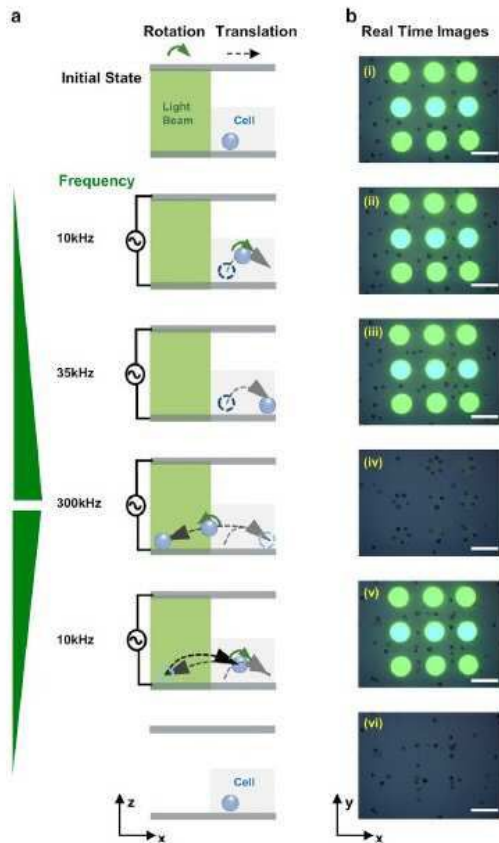 a
b
Rotation Translation
Real Time Images
Initial State
Light
Beam
Cell
(i)
Frequency
10kHz
(ii)
35kHz
(iii)
300kHz
(iv)
10kHz
(v)
Cell
(vi)
z
x
y
x